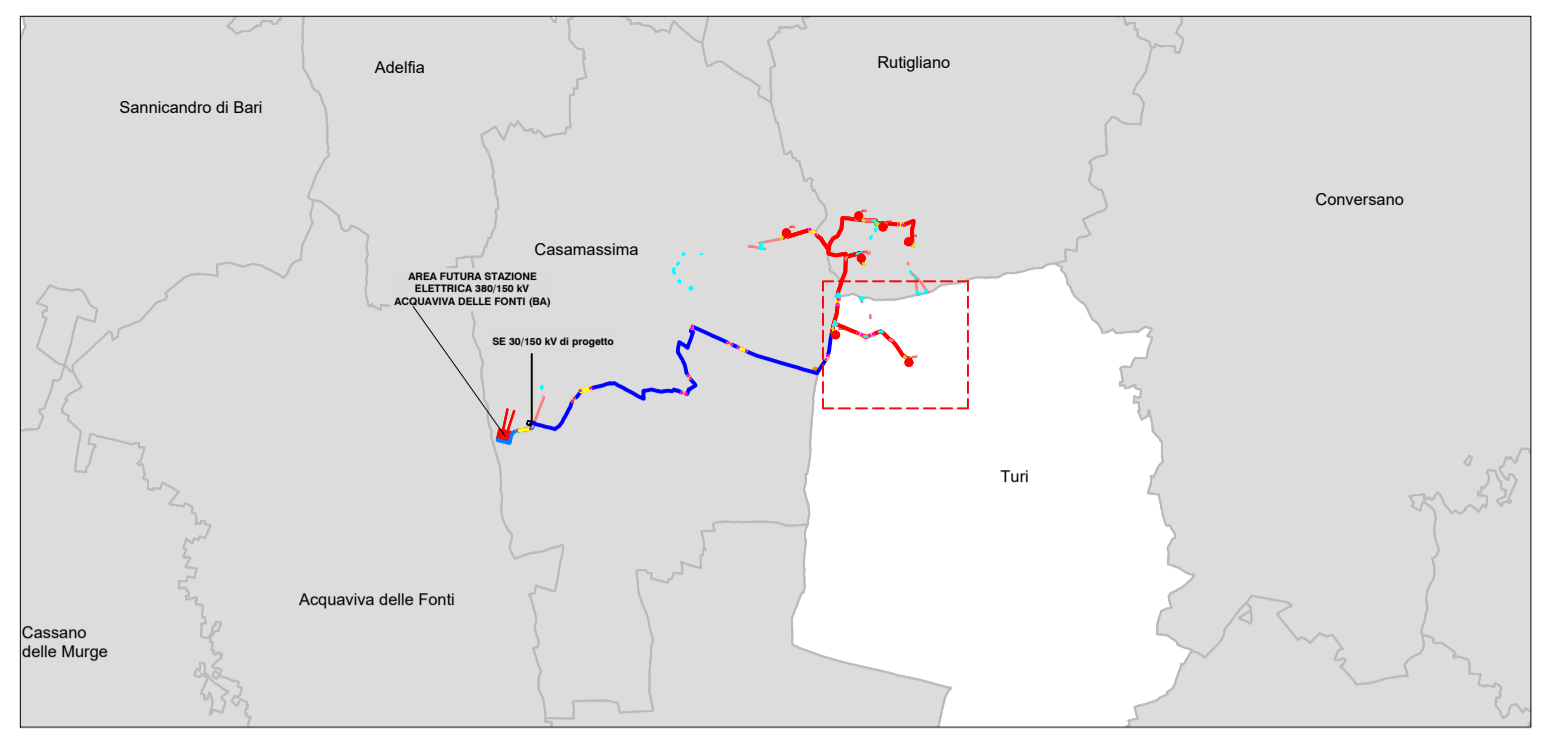 Rutigliano
Adelfia
Sannicandro di Bari
Conversano
Casamassima
AREA FUTURA STAZIONE
ELETTRICA 380/150 kV
ACQUAVIVA DELLE FONTI (BA)
SE 30/150 kV di progetto
Turi
Acquaviva delle Fonti
Cassano
delle Murge